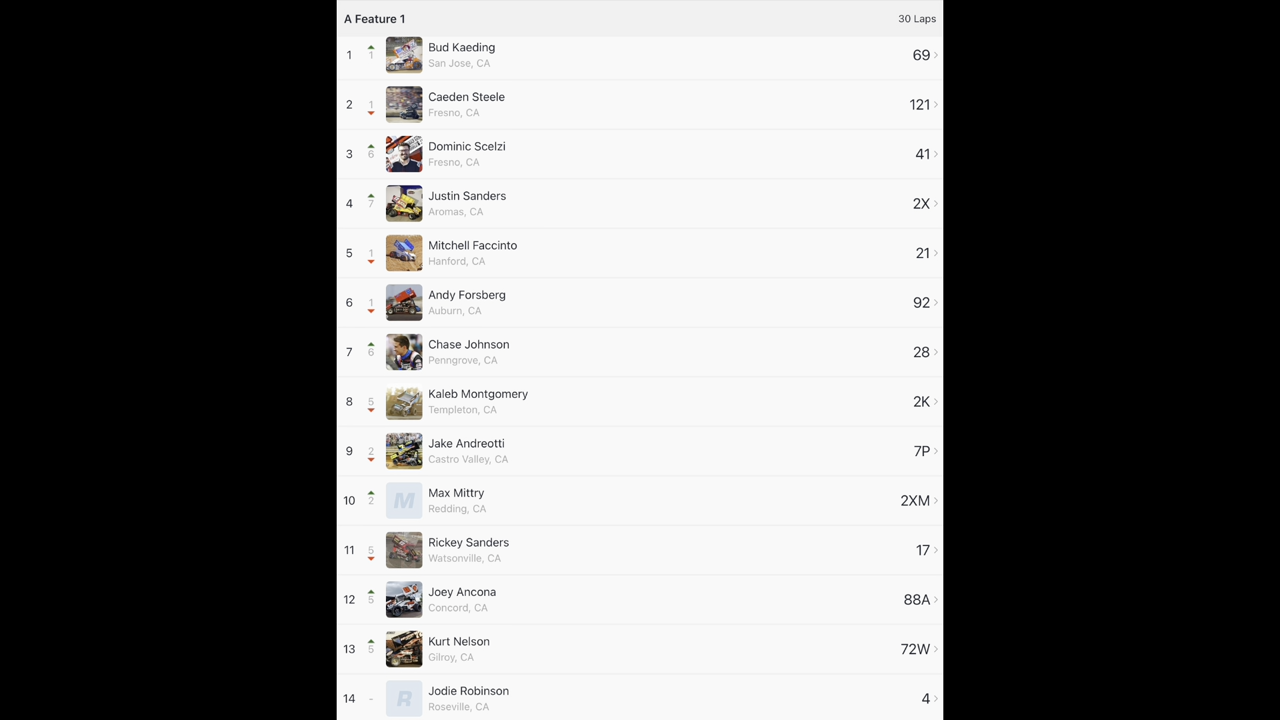 A Feature 1 30 Laps
1 1 Bud Kaeding 69
San Jose, CA
2 1 Caeden Steele 121
Fresno, CA
3 6 Dominic Scelzi 41
Fresno, CA
4 7 Justin Sanders 2X
Aromas, CA
5 1 Mitchell Faccinto 21
Hanford, CA
6 1 Andy Forsberg 92
Auburn, CA
7 6 Chase Johnson 28
Penngrove, CA
8 5 Kaleb Montgomery 2K
Templeton, CA
9 2 Jake Andreotti 7P
Castro Valley, CA
10 2 M Max Mittry 2XM
Redding, CA
11 5 Rickey Sanders 17
Watsonville, CA
12 5 Joey Ancona 88A
Concord, CA
13 5 Kurt Nelson 72W
Gilroy, CA
14 - R Jodie Robinson 4
Roseville, CA